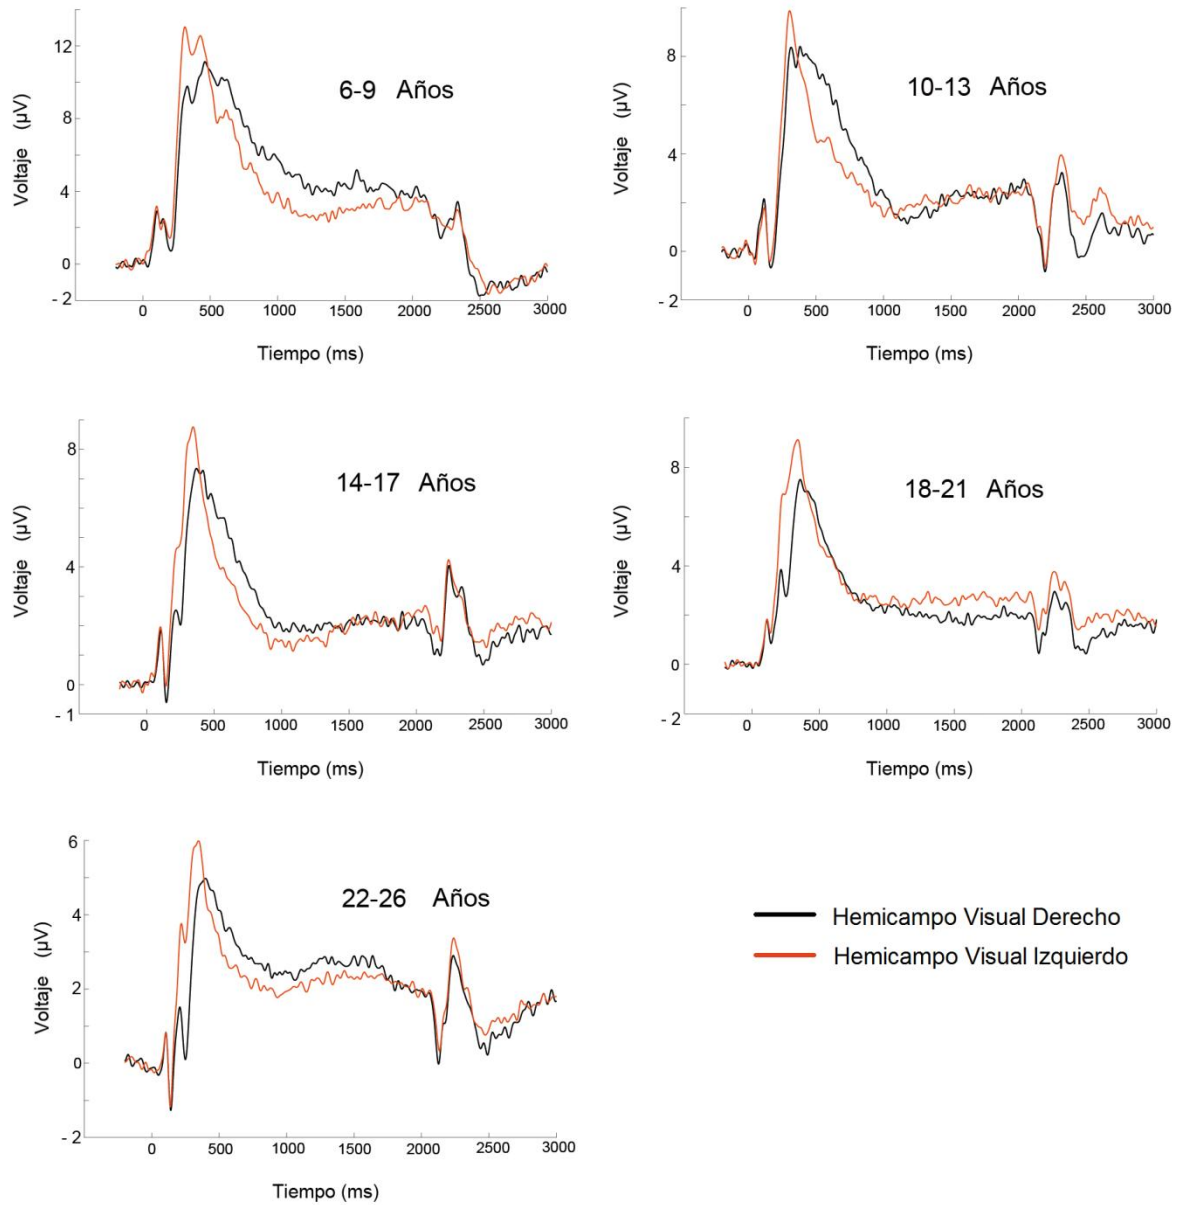 12
8
4
0
- 2
Voltaje (µV)
6-9 Años
0 500 1000 1500 2000 2500 3000
Tiempo (ms)
8
4
0
- 2
Voltaje (µV)
10-13 Años
0 500 1000 1500 2000 2500 3000
Tiempo (ms)
8
4
0
- 1
Voltaje (µV)
14-17 Años
0 500 1000 1500 2000 2500 3000
Tiempo (ms)
8
4
0
- 2
Voltaje (µV)
18-21 Años
0 500 1000 1500 2000 2500 3000
Tiempo (ms)
6
4
2
0
- 2
Voltaje (µV)
22-26 Años
0 500 1000 1500 2000 2500 3000
Tiempo (ms)
Hemicampo Visual Derecho
Hemicampo Visual Izquierdo